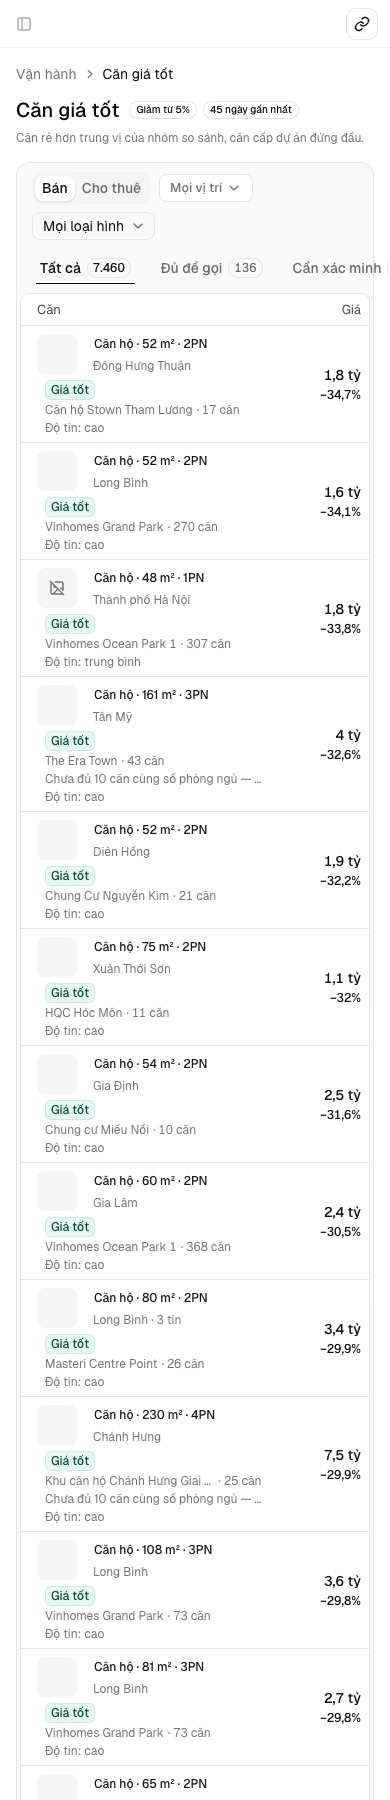 Vận hành > Căn giá tốt
Căn giá tốt Giảm từ 5% 45 ngày gần nhất
Căn rẻ hơn trung vị của nhóm so sánh, căn cấp dự án đứng đầu.
Bán Cho thuê Mọi vị trí
Mọi loại hình
Tất cả 7.460 Đủ để gọi 136 Cần xác minh
Căn Giá
Căn hộ · 52 m² · 2PN
Đông Hưng Thuận
1,8 tỷ
Giá tốt
−34,7%
Căn hộ Stown Tham Lương · 17 căn
Độ tin: cao
Căn hộ · 52 m² · 2PN
Long Bình
1,6 tỷ
Giá tốt
−34,1%
Vinhomes Grand Park · 270 căn
Độ tin: cao
Căn hộ · 48 m² · 1PN
Thành phố Hà Nội
1,8 tỷ
Giá tốt
−33,8%
Vinhomes Ocean Park 1 · 307 căn
Độ tin: trung bình
Căn hộ · 161 m² · 3PN
Tân Mỹ
4 tỷ
Giá tốt
−32,6%
The Era Town · 43 căn
Chưa đủ 10 căn cùng số phòng ngủ — ...
Độ tin: cao
Căn hộ · 52 m² · 2PN
Diên Hồng
1,9 tỷ
Giá tốt
−32,2%
Chung Cư Nguyễn Kim · 21 căn
Độ tin: cao
Căn hộ · 75 m² · 2PN
Xuân Thới Sơn
1,1 tỷ
Giá tốt
−32%
HQC Hóc Môn · 11 căn
Độ tin: cao
Căn hộ · 54 m² · 2PN
Gia Định
2,5 tỷ
Giá tốt
−31,6%
Chung cư Miếu Nổi · 10 căn
Độ tin: cao
Căn hộ · 60 m² · 2PN
Gia Lâm
2,4 tỷ
Giá tốt
−30,5%
Vinhomes Ocean Park 1 · 368 căn
Độ tin: cao
Căn hộ · 80 m² · 2PN
Long Bình · 3 tin
3,4 tỷ
Giá tốt
−29,9%
Masteri Centre Point · 26 căn
Độ tin: cao
Căn hộ · 230 m² · 4PN
Chánh Hưng
7,5 tỷ
Giá tốt
−29,9%
Khu căn hộ Chánh Hưng Giai ... · 25 căn
Chưa đủ 10 căn cùng số phòng ngủ — ...
Độ tin: cao
Căn hộ · 108 m² · 3PN
Long Bình
3,6 tỷ
Giá tốt
−29,8%
Vinhomes Grand Park · 73 căn
Độ tin: cao
Căn hộ · 81 m² · 3PN
Long Bình
2,7 tỷ
Giá tốt
−29,8%
Vinhomes Grand Park · 73 căn
Độ tin: cao
Căn hộ · 65 m² · 2PN